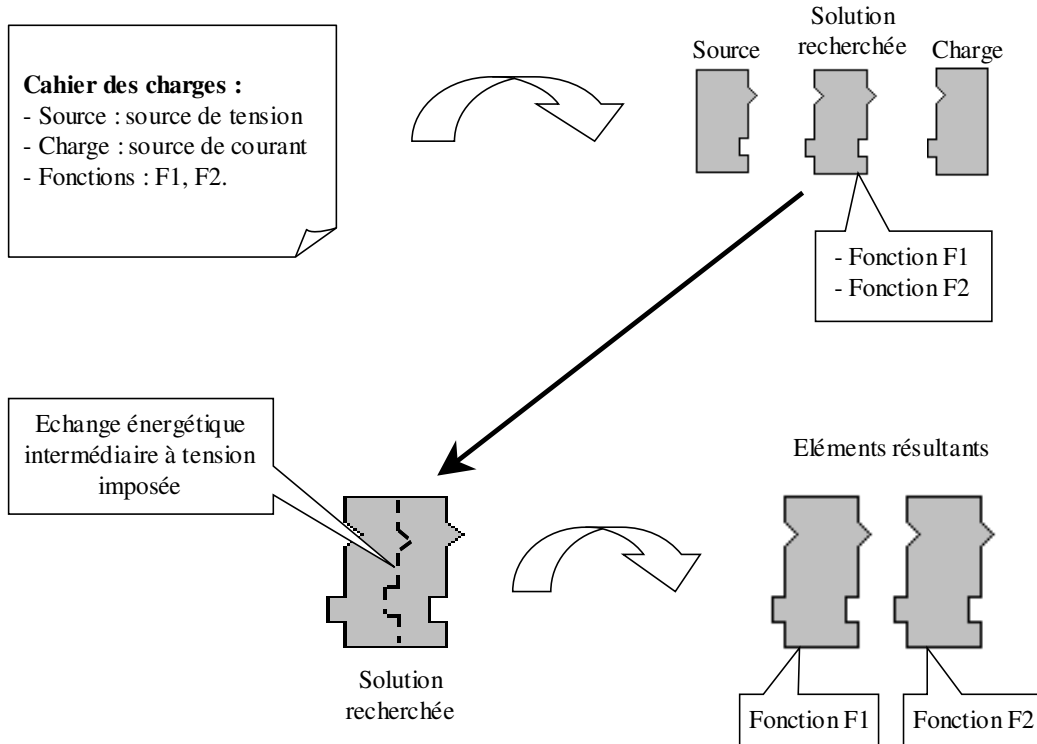 Cahier des charges :
- Source : source de tension
- Charge : source de courant
- Fonctions : F1, F2.
Source
Solution
recherchée
Charge
- Fonction F1
- Fonction F2
Echange énergétique
intermédiaire à tension
imposée
Solution
recherchée
Eléments résultants
Fonction F1
Fonction F2